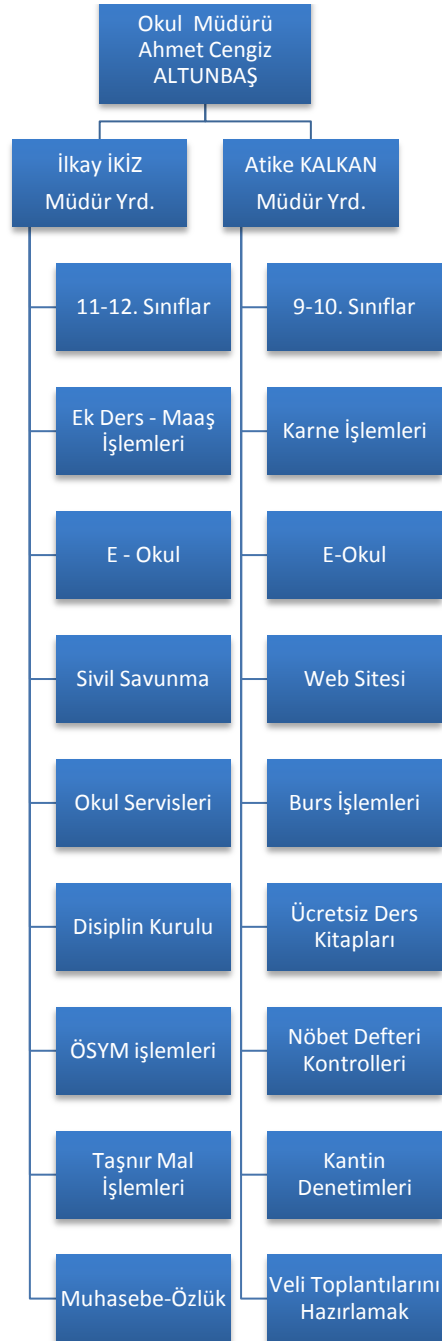 Okul Müdürü
Ahmet Cengiz
ALTUNBAŞ
İlkay İKİZ
Müdür Yrd.
11-12. Sınıflar
Ek Ders - Maaş
İşlemleri
E - Okul
Sivil Savunma
Okul Servisleri
Disiplin Kurulu
ÖSYM işlemleri
Taşnır Mal
İşlemleri
Muhasebe-Özlük
Atike KALKAN
Müdür Yrd.
9-10. Sınıflar
Karne İşlemleri
E-Okul
Web Sitesi
Burs İşlemleri
Ücretsiz Ders
Kitapları
Nöbet Defteri
Kontrolleri
Kantin
Denetimleri
Veli Toplantılarını
Hazırlamak